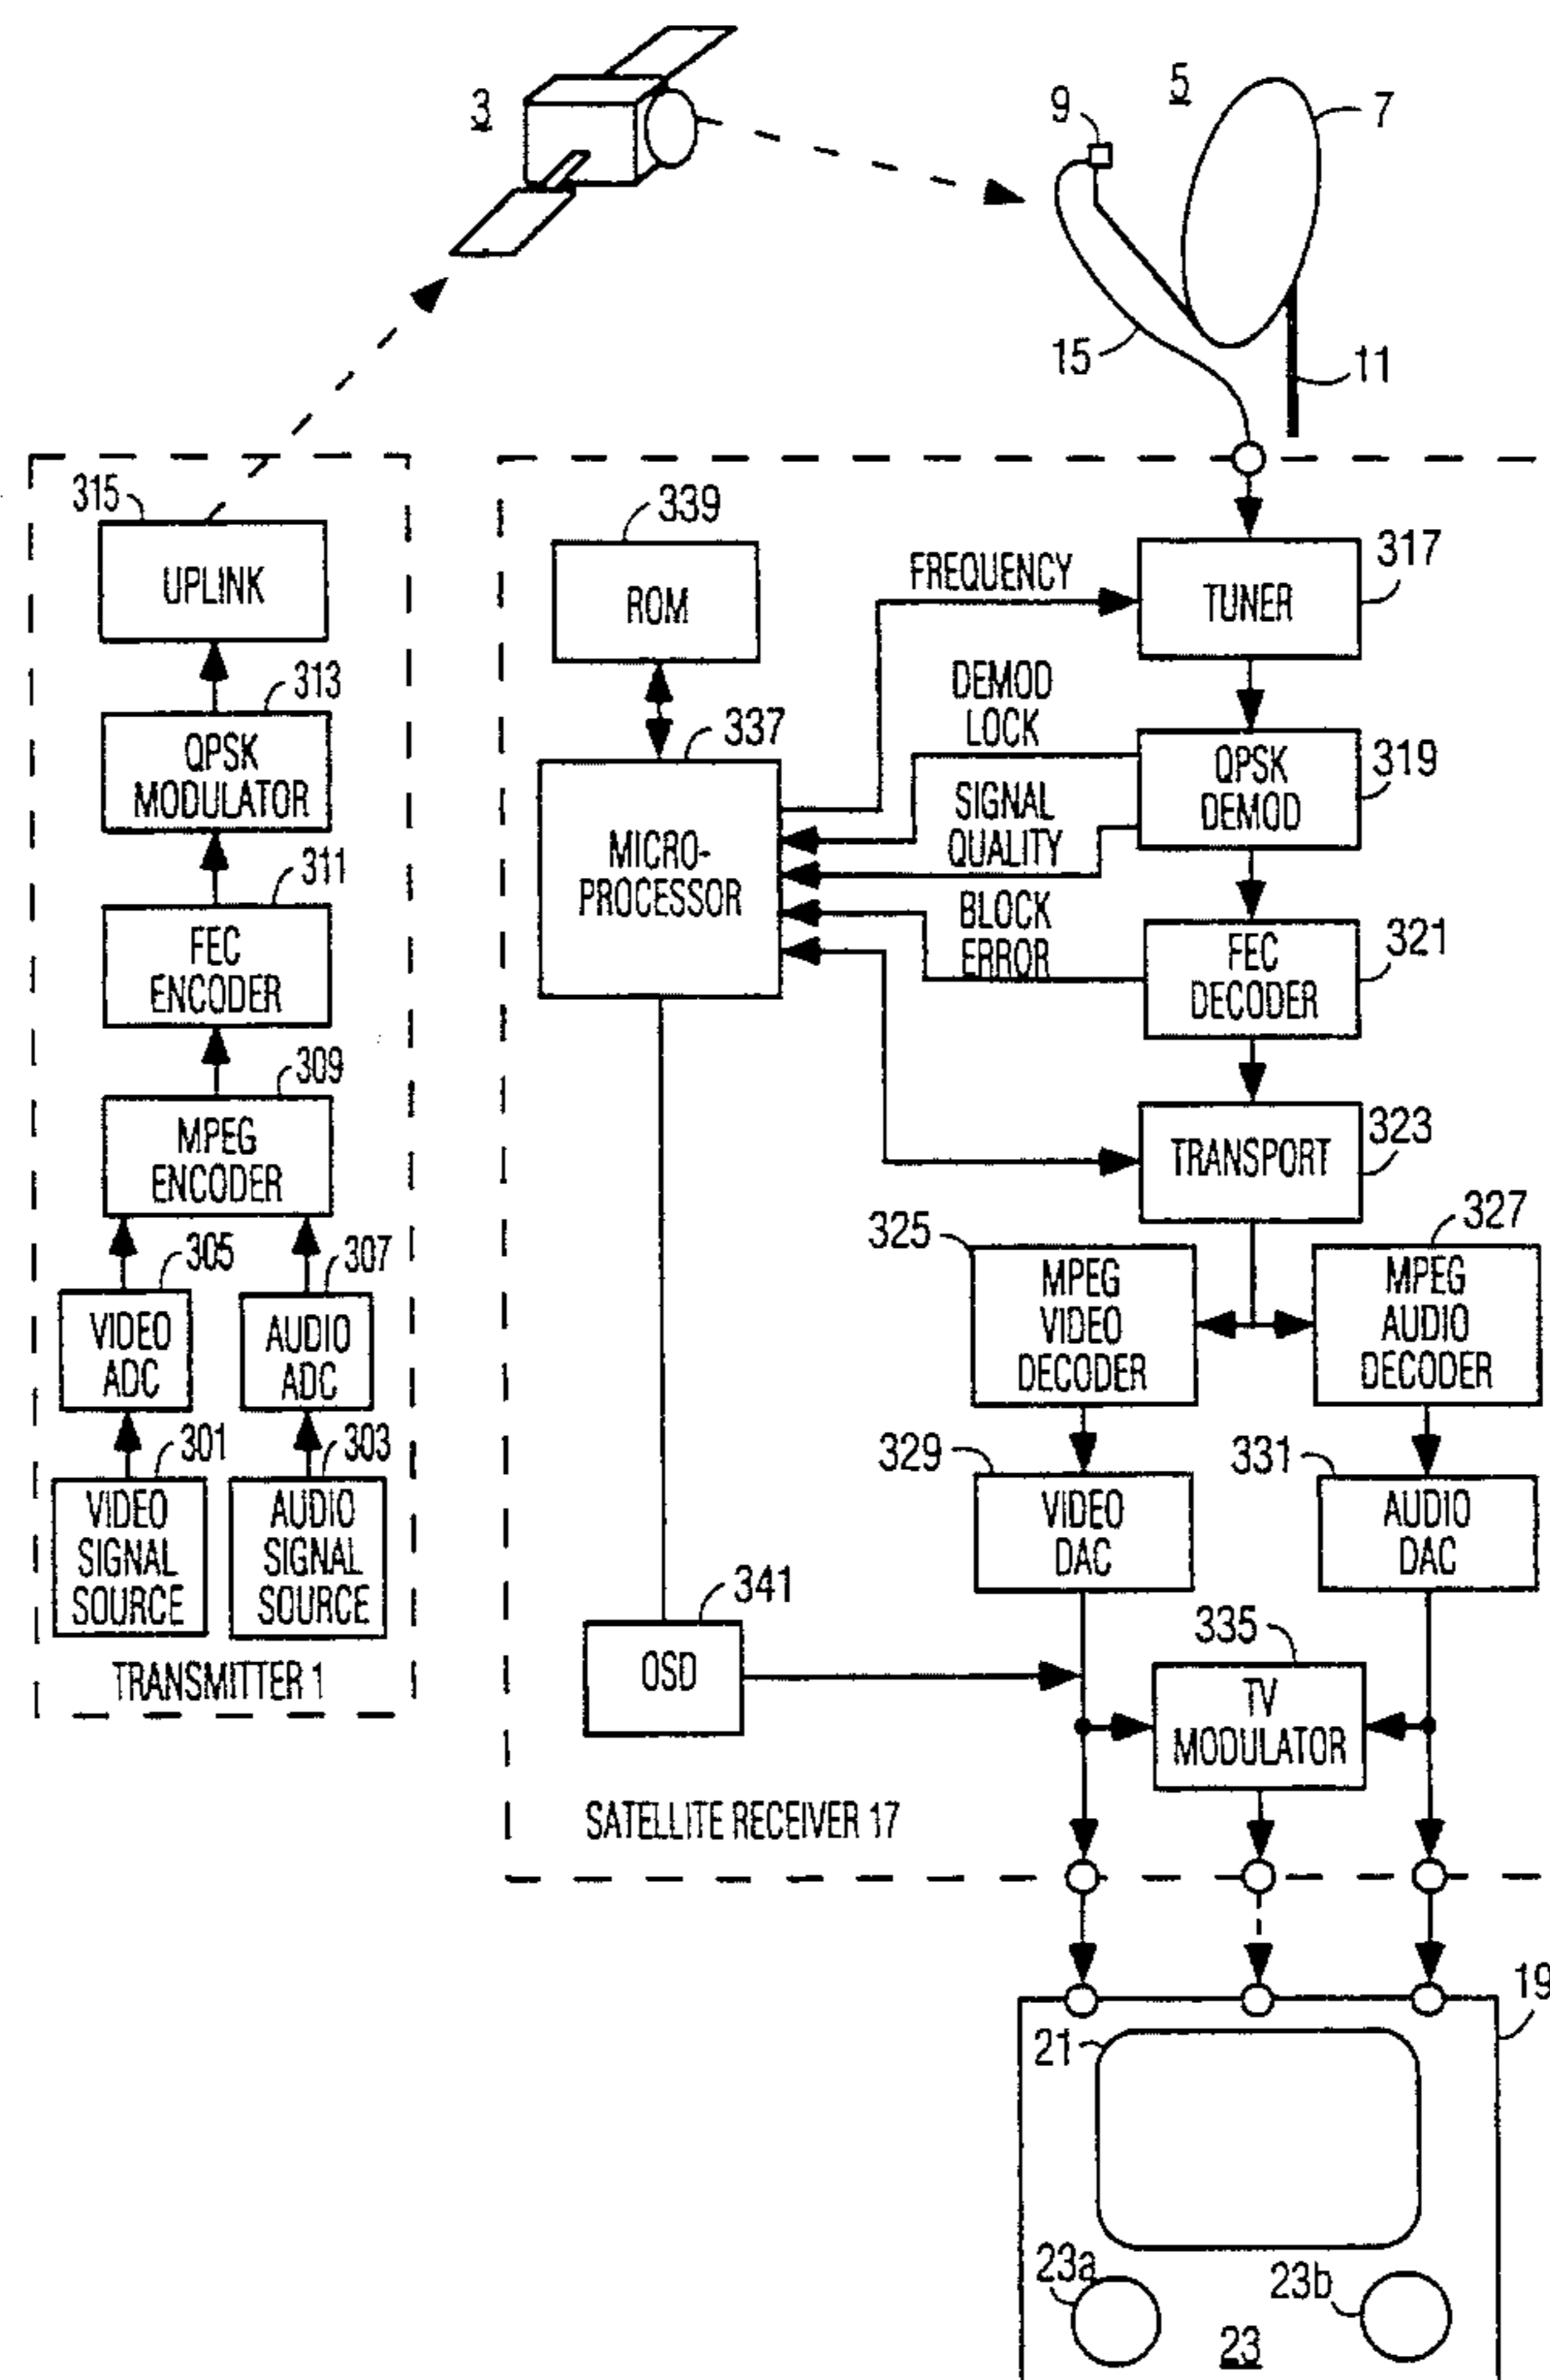 3
5
9
7
15
11
315
UPLINK
313
QPSK
MODULATOR
311
FEC
ENCODER
309
MPEG
ENCODER
305
307
VIDEO
ADC
AUDIO
ADC
301
303
VIDEO
SIGNAL
SOURCE
AUDIO
SIGNAL
SOURCE
TRANSMITTER 1
339
ROM
337
MICRO-
PROCESSOR
FREQUENCY
317
TUNER
DEMOD
LOCK
SIGNAL
QUALITY
319
QPSK
DEMOD
BLOCK
ERROR
321
FEC
DECODER
323
TRANSPORT
325
MPEG
VIDEO
DECODER
327
MPEG
AUDIO
DECODER
329
VIDEO
DAC
331
AUDIO
DAC
341
OSD
335
TV
MODULATOR
SATELLITE RECEIVER 17
19
21
23a
23b
23